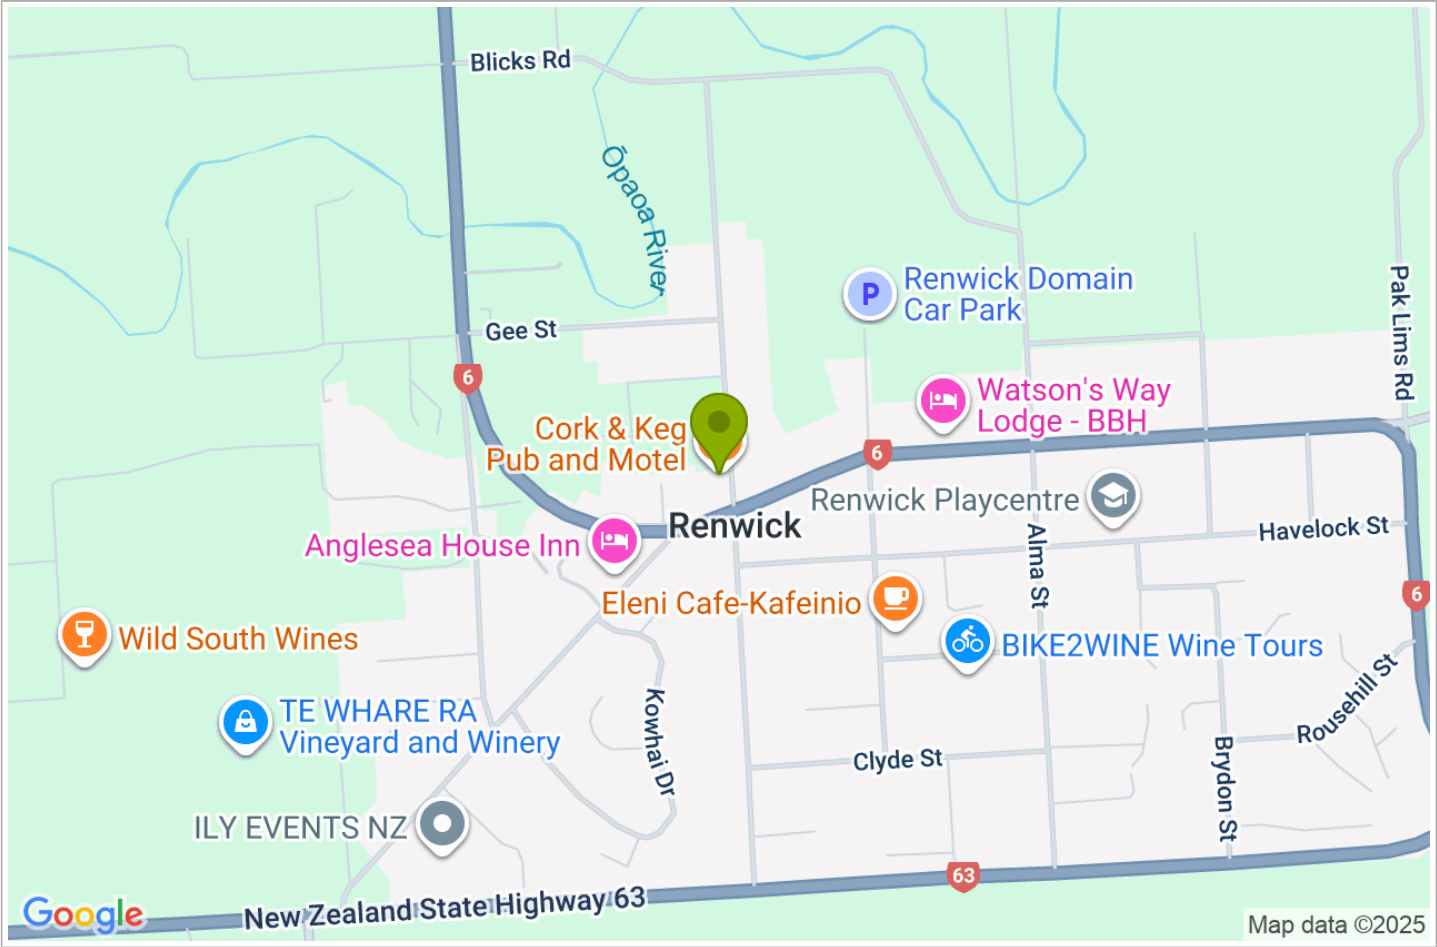 Blicks Rd
Ōpaoa River
Renwick Domain
Car Park
P
Pak Lims Rd
Gee St
6
Watson's Way
Lodge - BBH
Cork & Keg
Pub and Motel
6
Renwick Playcentre
Renwick
Havelock St
Anglesea House Inn
Alma St
Eleni Cafe-Kafeinio
6
Wild South Wines
BIKE2WINE Wine Tours
TE WHARE RA
Vineyard and Winery
Kowhai Dr
Rousehill St
Clyde St
Brydon St
ILY EVENTS NZ
63
New Zealand State Highway 63
Google
Map data ©2025